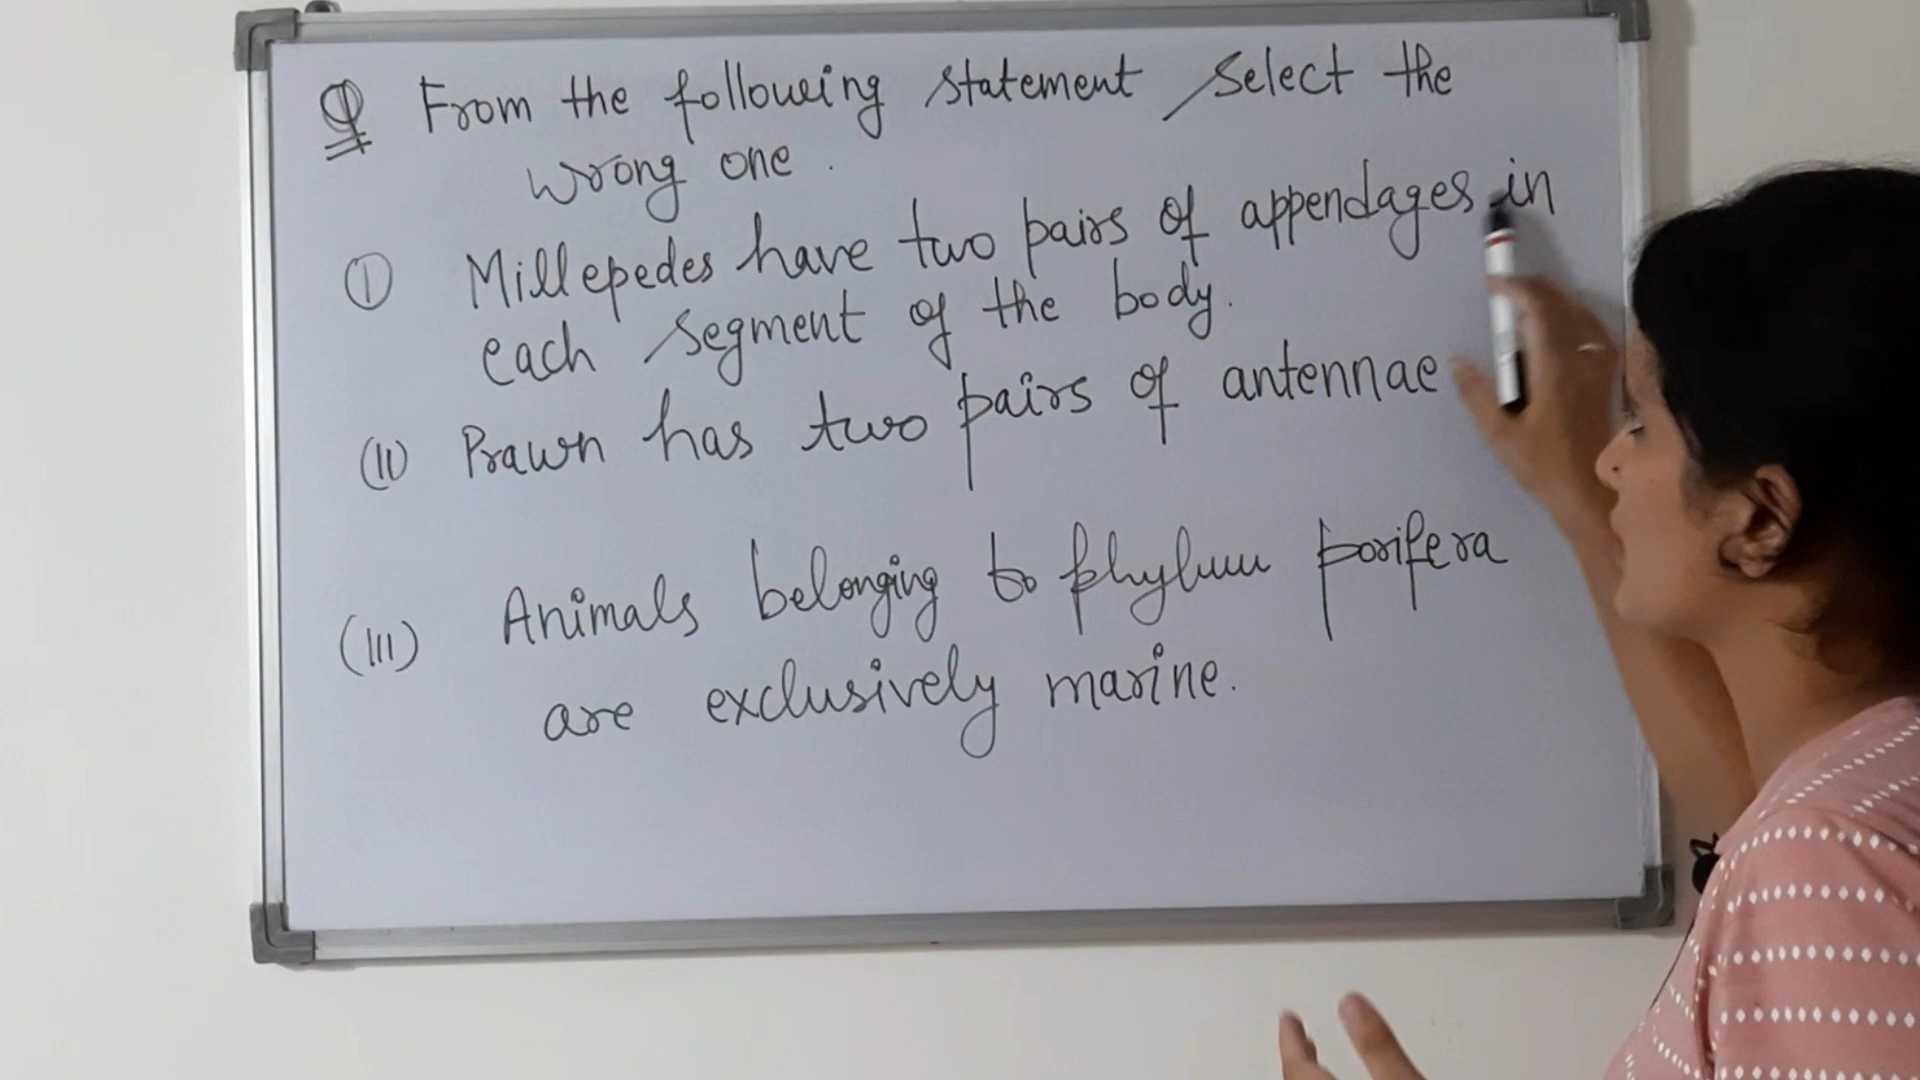 Q From the following statement, select the
wrong one.
(I) Millepedes have two pairs of appendages in
each segment of the body.
(II) Prawn has two pairs of antennae
(III) Animals belonging to phylum porifera
are exclusively marine.